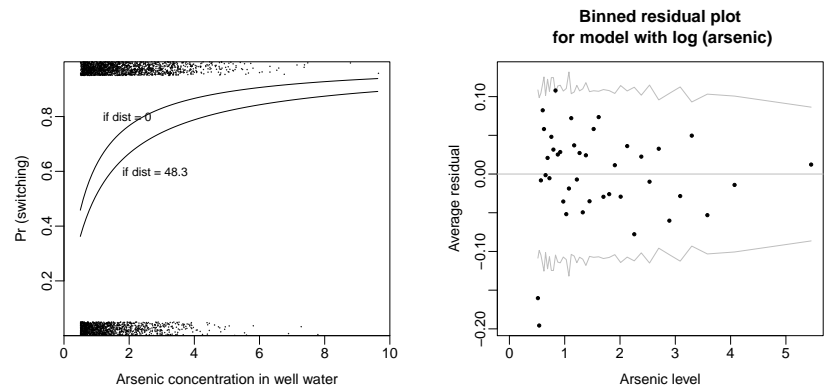 Pr (switching)
0.2 0.4 0.6 0.8
if dist = 0
if dist = 48.3
0 2 4 6 8 10
Arsenic concentration in well water
Binned residual plot
for model with log (arsenic)
Average residual
−0.20 −0.10 0.00 0.10
0 1 2 3 4 5
Arsenic level